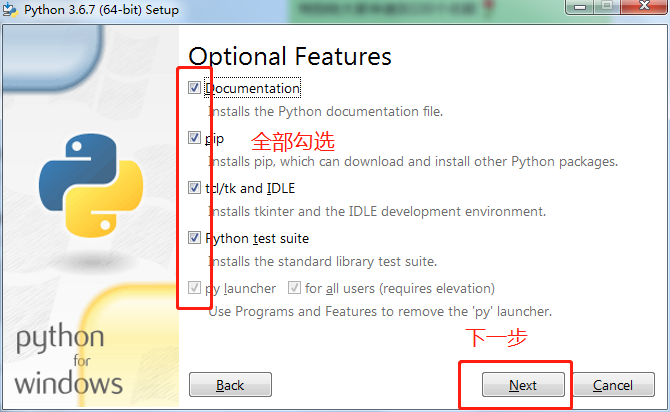 Python 3.6.7 (64-bit) Setup
Optional Features
Documentation
Installs the Python documentation file.
pip
全部勾选
Installs pip, which can download and install other Python packages.
tcl/tk and IDLE
Installs tkinter and the IDLE development environment.
Python test suite
Installs the standard library test suite.
py launcher for all users (requires elevation)
Use Programs and Features to remove the 'py' launcher.
下一步
python
for
windows
Back Next Cancel